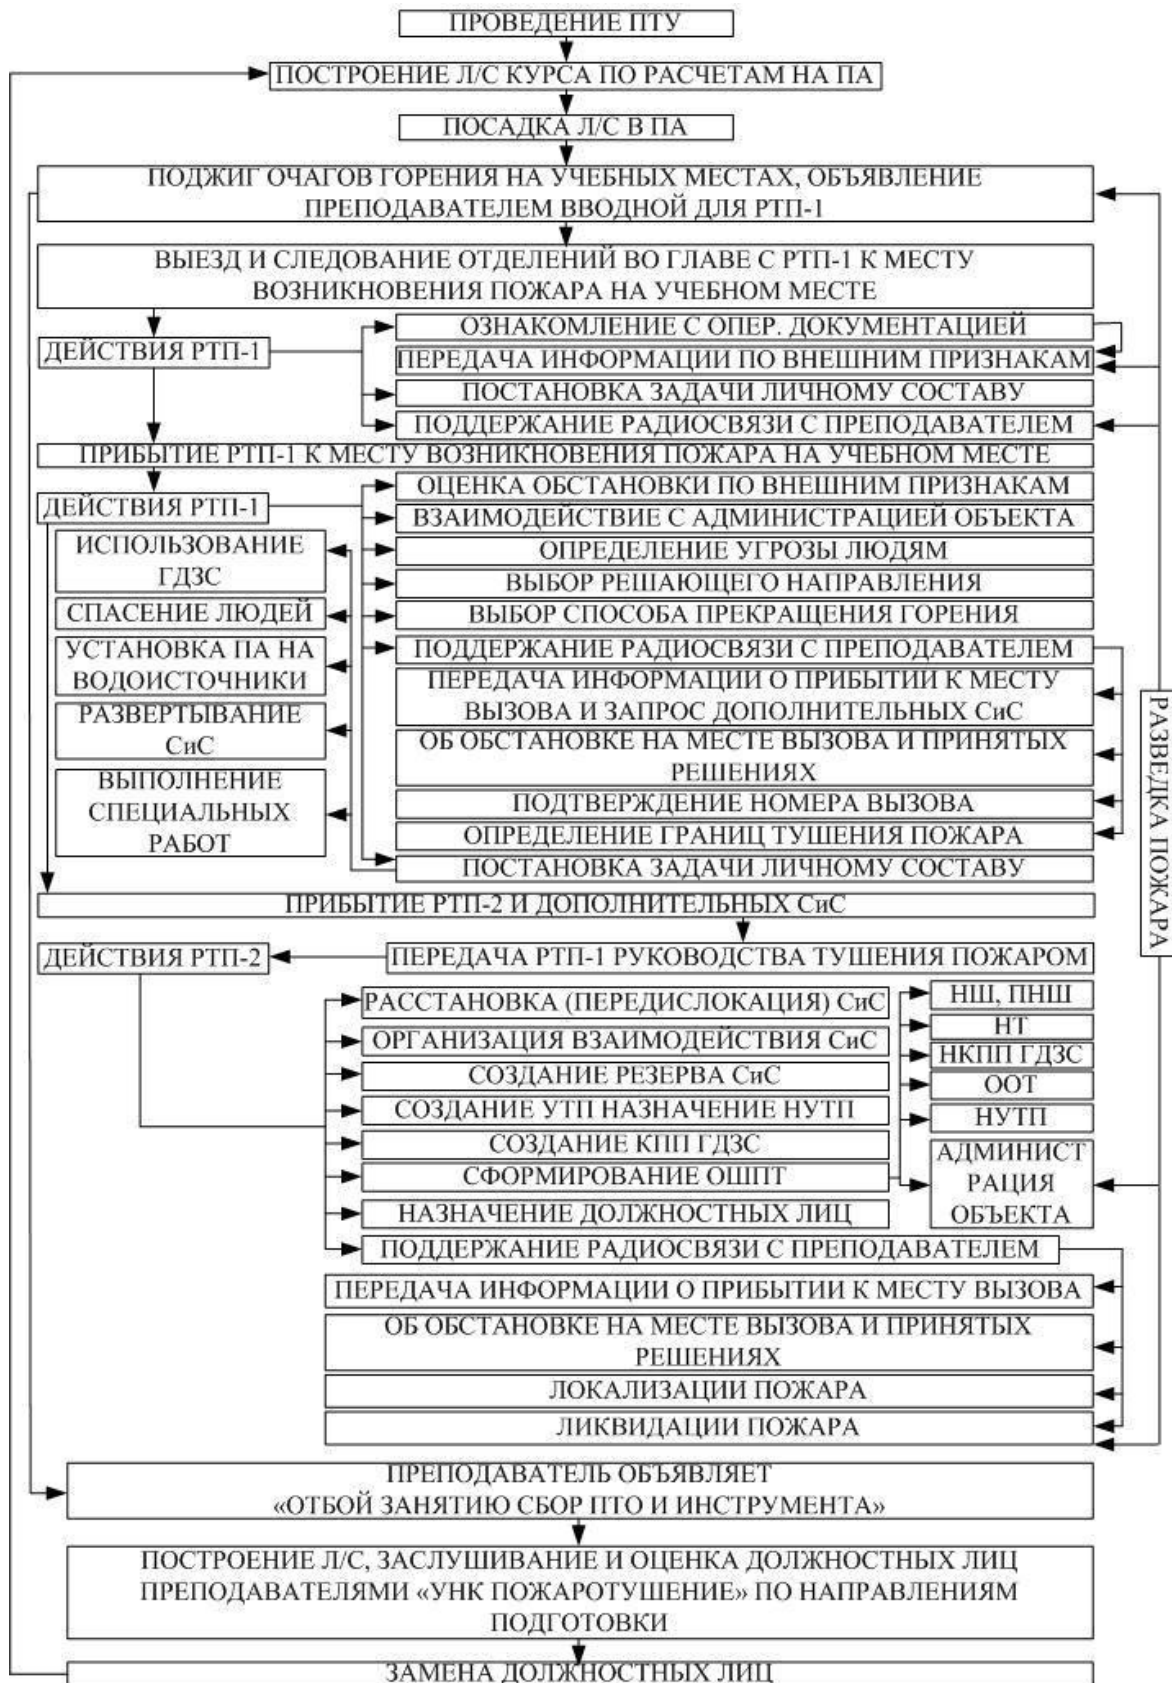 ПРОВЕДЕНИЕ ПТУ
ПОСТРОЕНИЕ Л/С КУРСА ПО РАСЧЕТАМ НА ПА
ПОСАДКА Л/С В ПА
ПОДЖИГ ОЧАГОВ ГОРЕНИЯ НА УЧЕБНЫХ МЕСТАХ, ОБЪЯВЛЕНИЕ
ПРЕПОДАВАТЕЛЕМ ВВОДНОЙ ДЛЯ РТП-1
ВЫЕЗД И СЛЕДОВАНИЕ ОТДЕЛЕНИЙ ВО ГЛАВЕ С РТП-1 К МЕСТУ
ВОЗНИКНОВЕНИЯ ПОЖАРА НА УЧЕБНОМ МЕСТЕ
ДЕЙСТВИЯ РТП-1
ОЗНАКОМЛЕНИЕ С ОПЕР. ДОКУМЕНТАЦИЕЙ
ПЕРЕДАЧА ИНФОРМАЦИИ ПО ВНЕШНИМ ПРИЗНАКАМ
ПОСТАНОВКА ЗАДАЧИ ЛИЧНОМУ СОСТАВУ
ПОДДЕРЖАНИЕ РАДИОСВЯЗИ С ПРЕПОДАВАТЕЛЕМ
ПРИБЫТИЕ РТП-1 К МЕСТУ ВОЗНИКНОВЕНИЯ ПОЖАРА НА УЧЕБНОМ МЕСТЕ
ДЕЙСТВИЯ РТП-1
ОЦЕНКА ОБСТАНОВКИ ПО ВНЕШНИМ ПРИЗНАКАМ
ВЗАИМОДЕЙСТВИЕ С АДМИНИСТРАЦИЕЙ ОБЪЕКТА
ОПРЕДЕЛЕНИЕ УГРОЗЫ ЛЮДЯМ
ВЫБОР РЕШАЮЩЕГО НАПРАВЛЕНИЯ
ВЫБОР СПОСОБА ПРЕКРАЩЕНИЯ ГОРЕНИЯ
ПОДДЕРЖАНИЕ РАДИОСВЯЗИ С ПРЕПОДАВАТЕЛЕМ
ПЕРЕДАЧА ИНФОРМАЦИИ О ПРИБЫТИИ К МЕСТУ
ВЫЗОВА И ЗАПРОС ДОПОЛНИТЕЛЬНЫХ СиС
ОБ ОБСТАНОВКЕ НА МЕСТЕ ВЫЗОВА И ПРИНЯТЫХ
РЕШЕНИЯХ
ПОДТВЕРЖДЕНИЕ НОМЕРА ВЫЗОВА
ОПРЕДЕЛЕНИЕ ГРАНИЦ ТУШЕНИЯ ПОЖАРА
ПОСТАНОВКА ЗАДАЧИ ЛИЧНОМУ СОСТАВУ
ИСПОЛЬЗОВАНИЕ
ГДЗС
СПАСЕНИЕ ЛЮДЕЙ
УСТАНОВКА ПА НА
ВОДОИСТОЧНИКИ
РАЗВЕРТЫВАНИЕ
СиС
ВЫПОЛНЕНИЕ
СПЕЦИАЛЬНЫХ
РАБОТ
РАЗВЕДКА ПОЖАРА
ПРИБЫТИЕ РТП-2 И ДОПОЛНИТЕЛЬНЫХ СиС
ДЕЙСТВИЯ РТП-2
ПЕРЕДАЧА РТП-1 РУКОВОДСТВА ТУШЕНИЯ ПОЖАРОМ
РАССТАНОВКА (ПЕРЕДИСЛОКАЦИЯ) СиС
ОРГАНИЗАЦИЯ ВЗАИМОДЕЙСТВИЯ СиС
СОЗДАНИЕ РЕЗЕРВА СиС
СОЗДАНИЕ УТП НАЗНАЧЕНИЕ НУТП
СОЗДАНИЕ КПП ГДЗС
СФОРМИРОВАНИЕ ОШПТ
НАЗНАЧЕНИЕ ДОЛЖНОСТНЫХ ЛИЦ
ПОДДЕРЖАНИЕ РАДИОСВЯЗИ С ПРЕПОДАВАТЕЛЕМ
НШ, ПНШ
НТ
НКПП ГДЗС
ООТ
НУТП
АДМИНИСТ
РАЦИЯ
ОБЪЕКТА
ПЕРЕДАЧА ИНФОРМАЦИИ О ПРИБЫТИИ К МЕСТУ ВЫЗОВА
ОБ ОБСТАНОВКЕ НА МЕСТЕ ВЫЗОВА И ПРИНЯТЫХ
РЕШЕНИЯХ
ЛОКАЛИЗАЦИИ ПОЖАРА
ЛИКВИДАЦИИ ПОЖАРА
ПРЕПОДАВАТЕЛЬ ОБЪЯВЛЯЕТ
«ОТБОЙ ЗАНЯТИЮ СБОР ПТО И ИНСТРУМЕНТА»
ПОСТРОЕНИЕ Л/С, ЗАСЛУШИВАНИЕ И ОЦЕНКА ДОЛЖНОСТНЫХ ЛИЦ
ПРЕПОДАВАТЕЛЯМИ «УНК ПОЖАРОТУШЕНИЕ» ПО НАПРАВЛЕНИЯМ
ПОДГОТОВКИ
ЗАМЕНА ДОЛЖНОСТНЫХ ЛИЦ